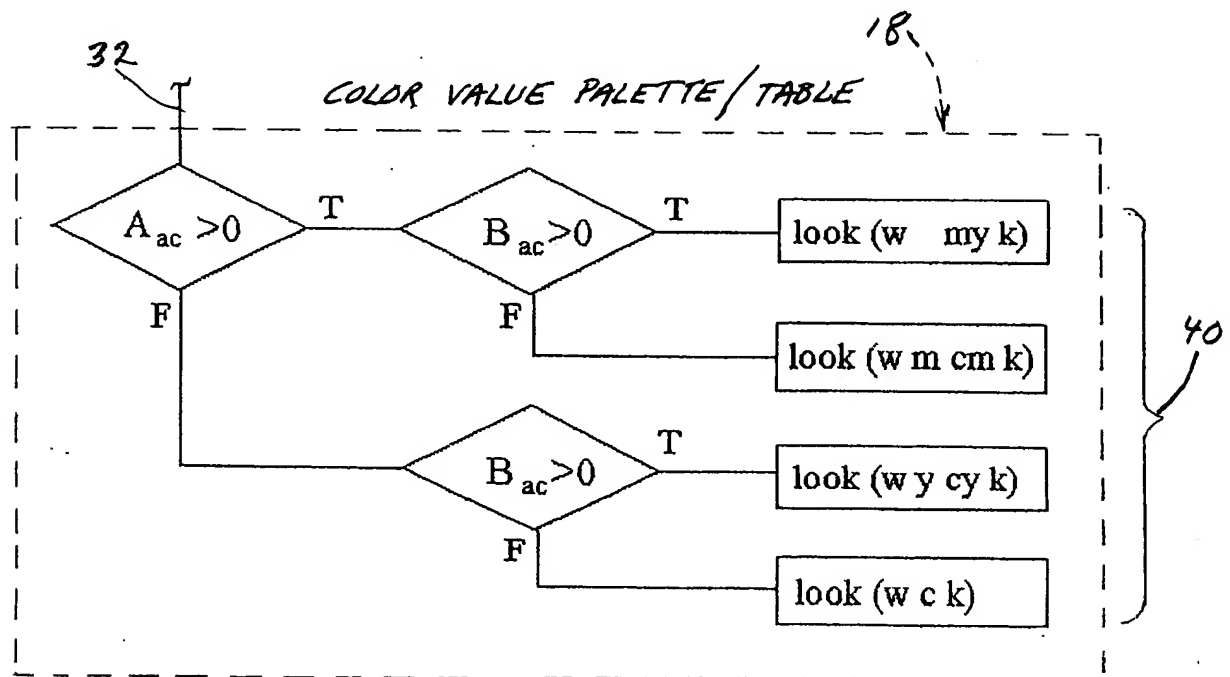 32
18
COLOR VALUE PALETTE/TABLE
A ac >0
T
B ac >0
T
look (w my k)
F
F
look (w m cm k)
40
B ac >0
T
look (w y cy k)
F
look (w c k)